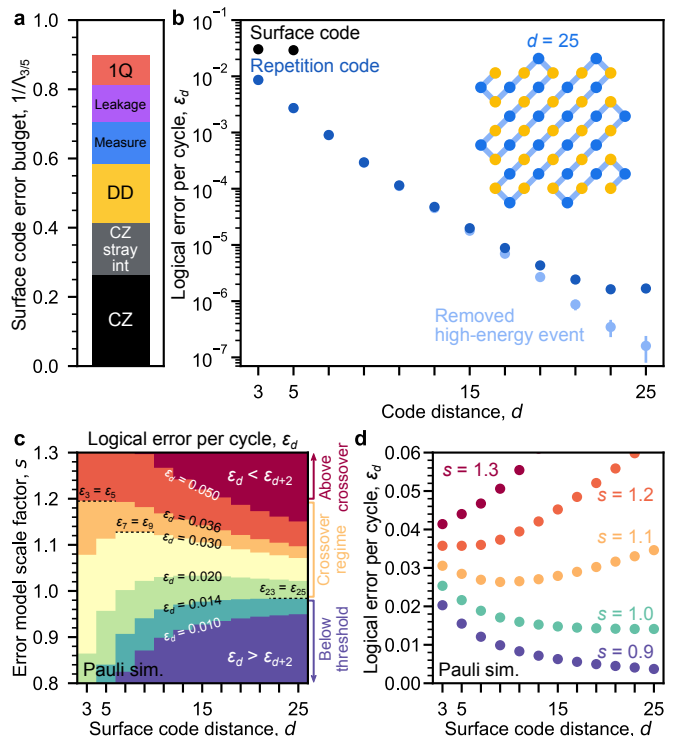 a
Surface code error budget, 1/Λ3/5
1.0
0.8
0.6
0.4
0.2
0.0
1Q
Leakage
Measure
DD
CZ
stray
int
CZ
b
Logical error per cycle, εd
10⁻¹
10⁻²
10⁻³
10⁻⁴
10⁻⁵
10⁻⁶
10⁻⁷
Surface code
Repetition code
d = 25
Removed
high-energy event
3
5
15
25
Code distance, d
c
Logical error per cycle, εd
Error model scale factor, s
1.3
1.2
1.1
1.0
0.9
0.8
ε3 = ε5
ε7 = ε9
εd = 0.050
εd < εd+2
εd = 0.036
εd = 0.030
εd = 0.020
ε23 = ε25
εd = 0.014
εd = 0.010
εd > εd+2
Pauli sim.
Above
crossover
Crossover
regime
Below
threshold
3
5
15
25
Surface code distance, d
d
Logical error per cycle, εd
0.06
0.05
0.04
0.03
0.02
0.01
0.00
s = 1.3
s = 1.2
s = 1.1
s = 1.0
s = 0.9
Pauli sim.
3
5
15
25
Surface code distance, d